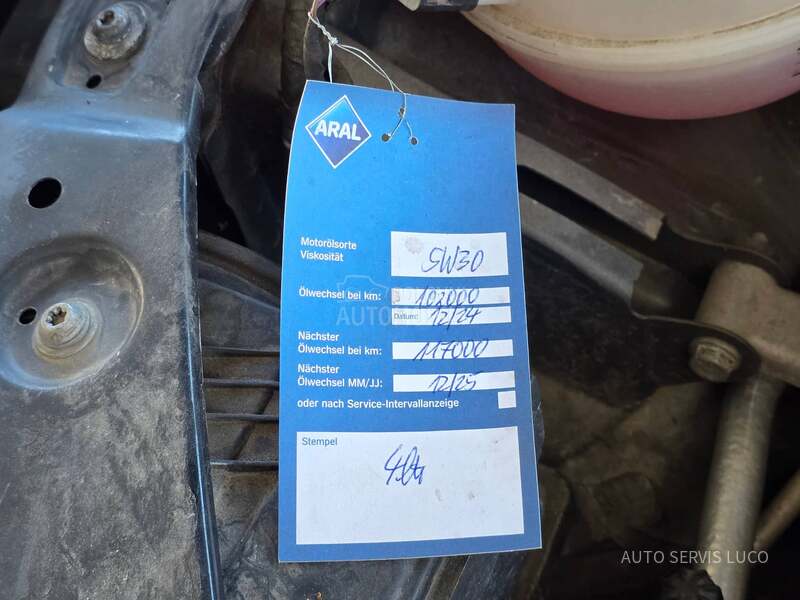 ARAL
Motorölsorte
Viskosität
5W30
Ölwechsel bei km: 102000
Datum: 12/24
Nächster
Ölwechsel bei km: 117000
Nächster
Ölwechsel MM/JJ: 12/25
oder nach Service-Intervallanzeige
Stempel
AUTO SERVIS LUCO